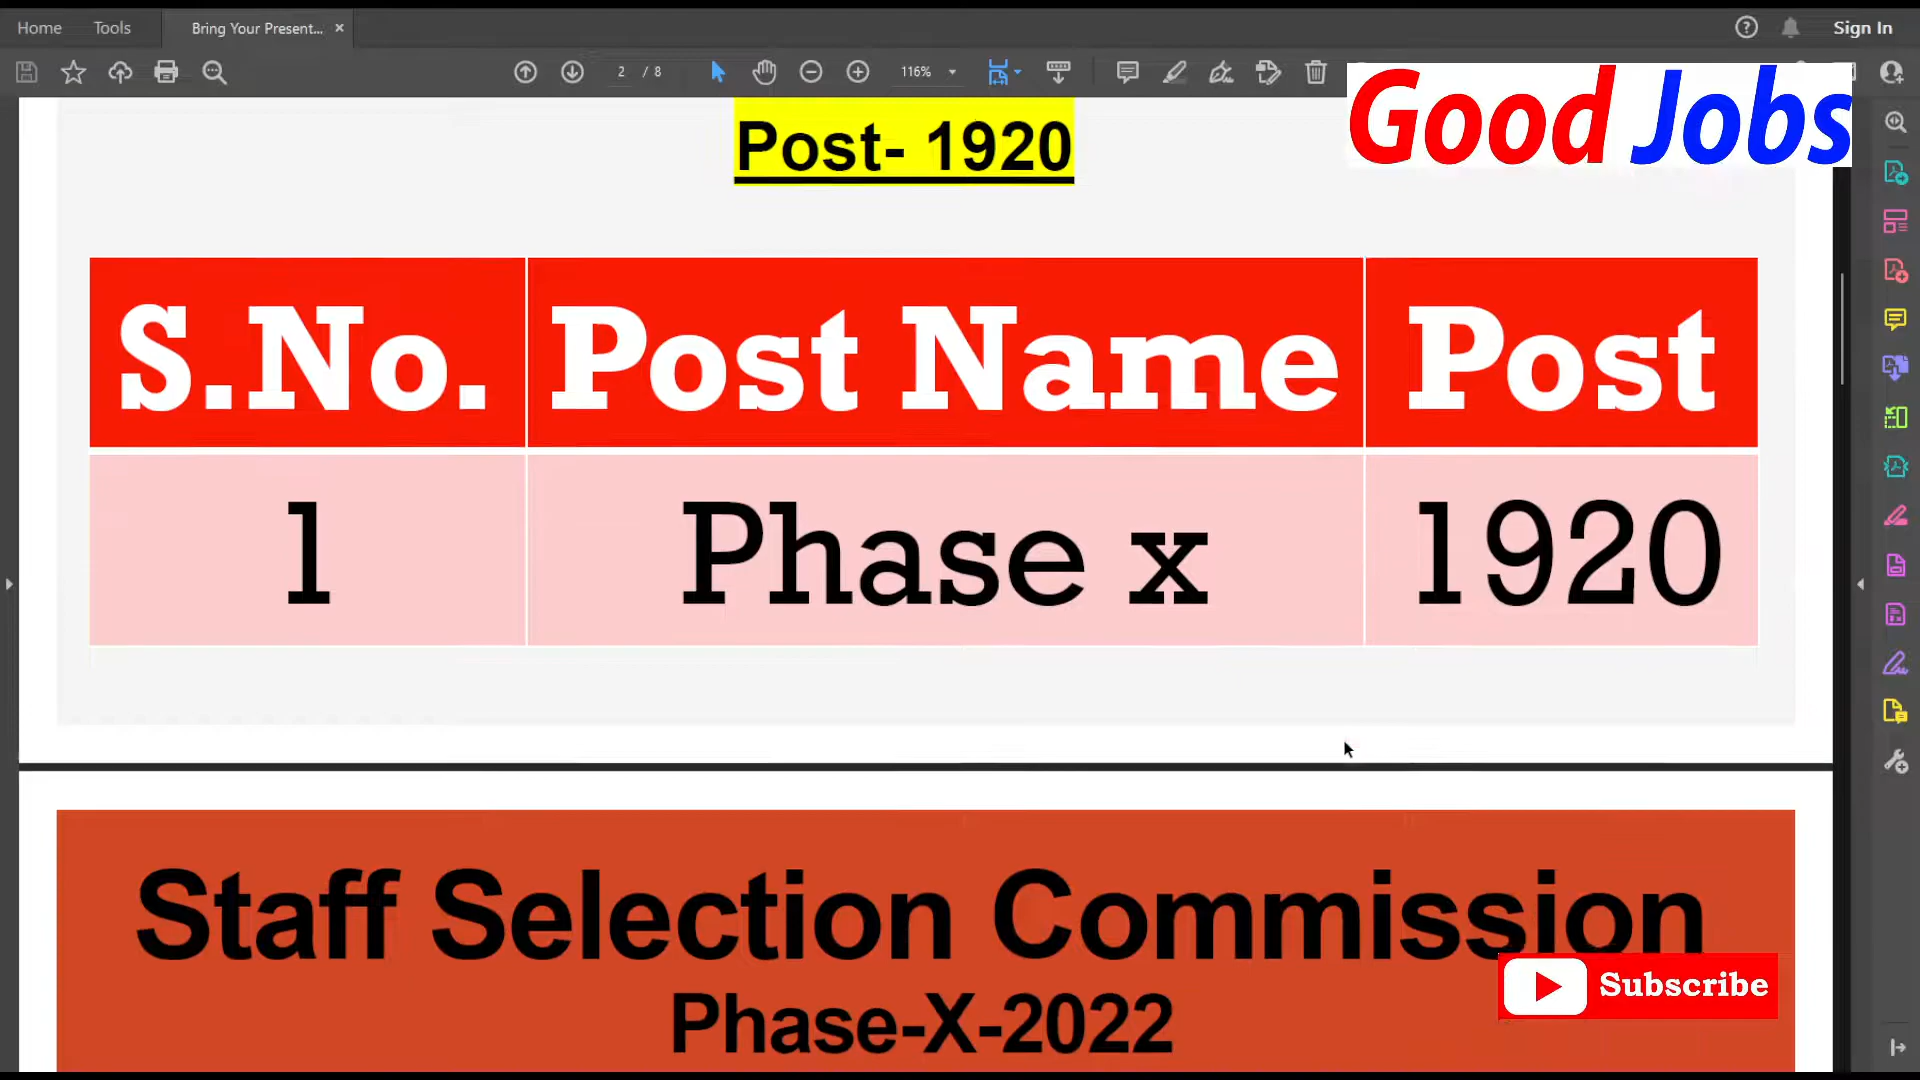 Home Tools Bring Your Present... × Sign In
2 / 8 116%
Good Jobs
Post- 1920
S.No. Post Name Post
1 Phase x 1920
Staff Selection Commission
Phase-X-2022
Subscribe